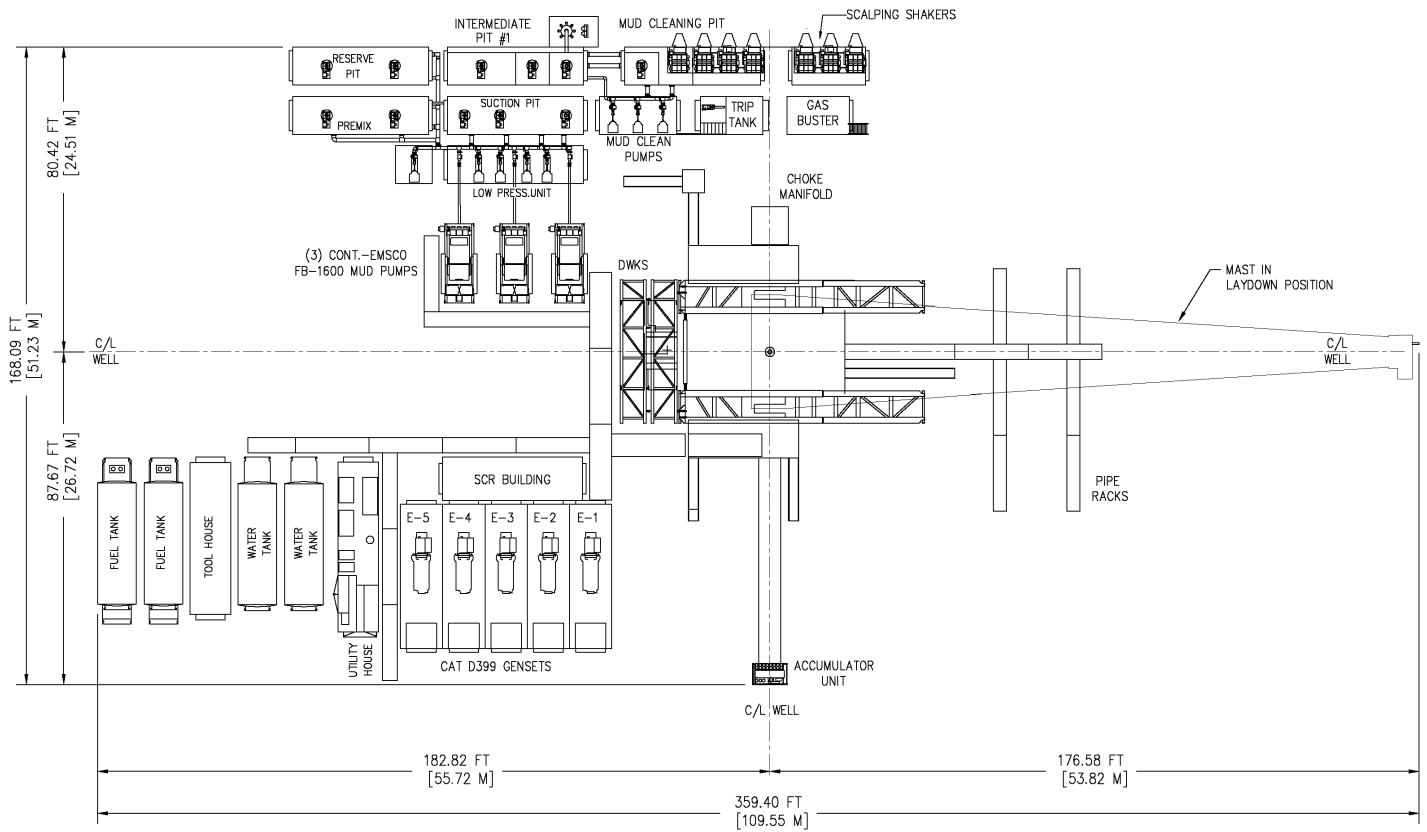 INTERMEDIATE
PIT #1
MUD CLEANING PIT
SCALPING SHAKERS
RESERVE
PIT
SUCTION PIT
PREMIX
TRIP
TANK
GAS
BUSTER
MUD CLEAN
PUMPS
LOW PRESS.UNIT
CHOKE
MANIFOLD
(3) CONT.-EMSCO
FB-1600 MUD PUMPS
DWKS
MAST IN
LAYDOWN POSITION
80.42 FT
[24.51 M]
168.09 FT
[51.23 M]
87.67 FT
[26.72 M]
C/L
WELL
C/L
WELL
PIPE
RACKS
SCR BUILDING
E-5
E-4
E-3
E-2
E-1
FUEL TANK
FUEL TANK
TOOL HOUSE
WATER
TANK
WATER
TANK
UTILITY
HOUSE
CAT D399 GENSETS
ACCUMULATOR
UNIT
C/L WELL
182.82 FT
[55.72 M]
176.58 FT
[53.82 M]
359.40 FT
[109.55 M]